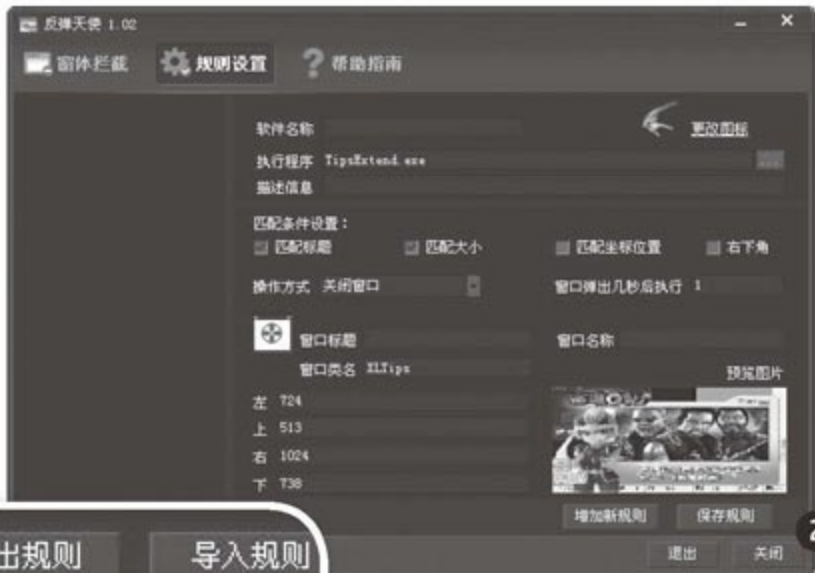 反弹天使 1.02
窗体拦截 规则设置 ? 帮助指南
软件名称 更改图标
执行程序 TipsExtend.exe ...
描述信息
匹配条件设置：
匹配标题 匹配大小 匹配坐标位置 右下角
操作方式 关闭窗口 窗口弹出几秒后执行 1
窗口标题 窗口名称
窗口类名 XLTips 预览图片
左 724
上 513
右 1024
下 738
增加新规则 保存规则
出规则 导入规则
退出 关闭
2